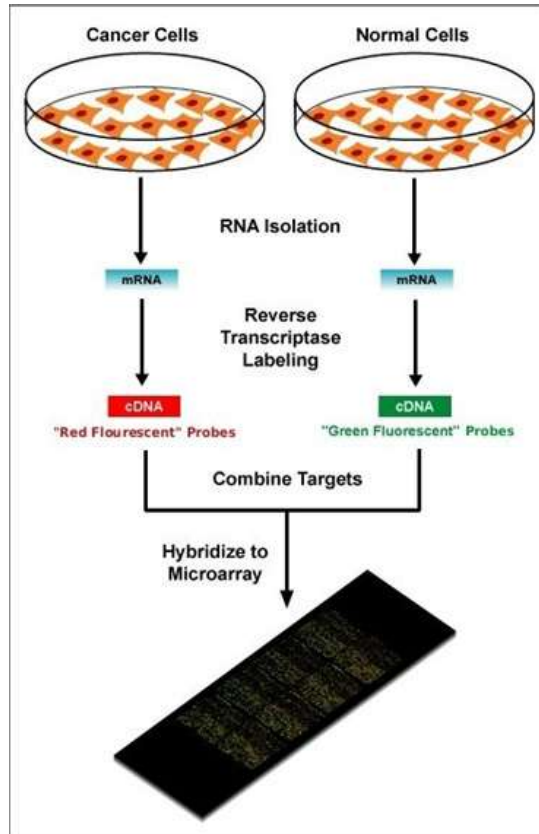 Cancer Cells
Normal Cells
RNA Isolation
mRNA
mRNA
Reverse
Transcriptase
Labeling
cDNA
cDNA
"Red Flourescent" Probes
"Green Fluorescent" Probes
Combine Targets
Hybridize to
Microarray